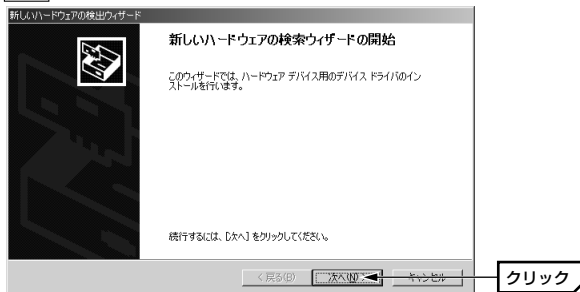 新しいハードウェアの検出ウィザード
新しいハードウェアの検索ウィザードの開始
このウィザードでは、ハードウェア デバイス用のデバイス ドライバのイン
ストールを行います。
続行するには、[次へ] をクリックしてください。
< 戻る(B) 次へ(N) > キャンセル
クリック